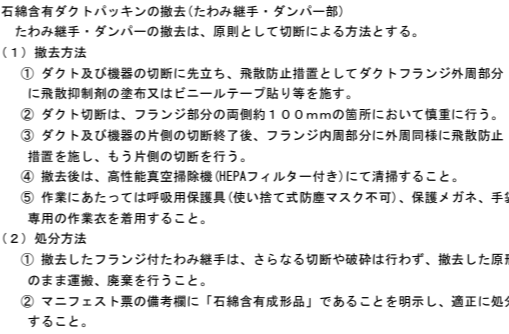 石綿含有ダクトパッキンの撤去(たわみ継手・ダンパー部)
たわみ継手・ダンパーの撤去は、原則として切断による方法とする。
(１)撤去方法
① ダクト及び機器の切断に先立ち、飛散防止措置としてダクトフランジ外周部分
に飛散抑制剤の塗布又はビニールテープ貼り等を施す。
② ダクト切断は、フランジ部分の両側約１００ｍｍの箇所において慎重に行う。
③ ダクト及び機器の片側の切断終了後、フランジ内周部分に外周同様に飛散防止
措置を施し、もう片側の切断を行う。
④ 撤去後は、高性能真空掃除機(HEPAフィルター付き)にて清掃すること。
⑤ 作業にあたっては呼吸用保護具(使い捨て式防塵マスク不可)、保護メガネ、手
専用の作業衣を着用すること。
(２)処分方法
① 撤去したフランジ付たわみ継手は、さらなる切断や破砕は行わず、撤去した原
のまま運搬、廃棄を行うこと。
② マニフェスト票の備考欄に「石綿含有成形品」であることを明示し、適正に処
すること。